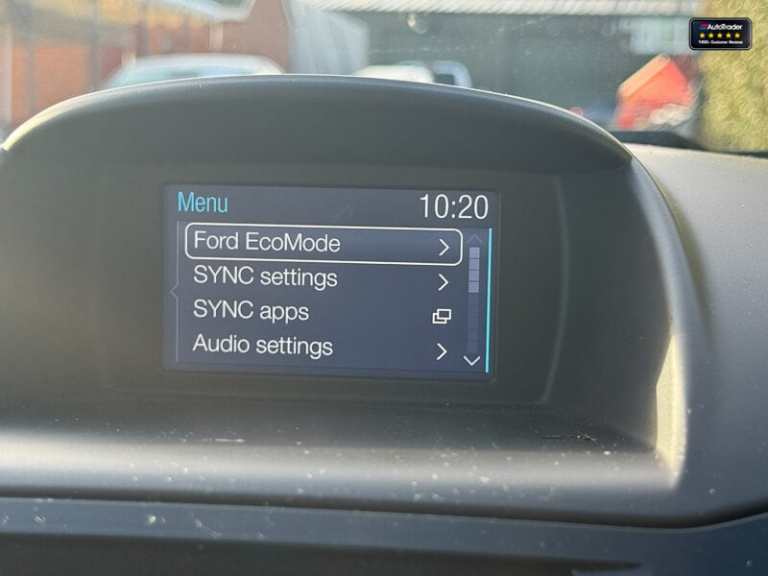 AutoTrader
Menu
10:20
Ford EcoMode
SYNC settings
SYNC apps
Audio settings